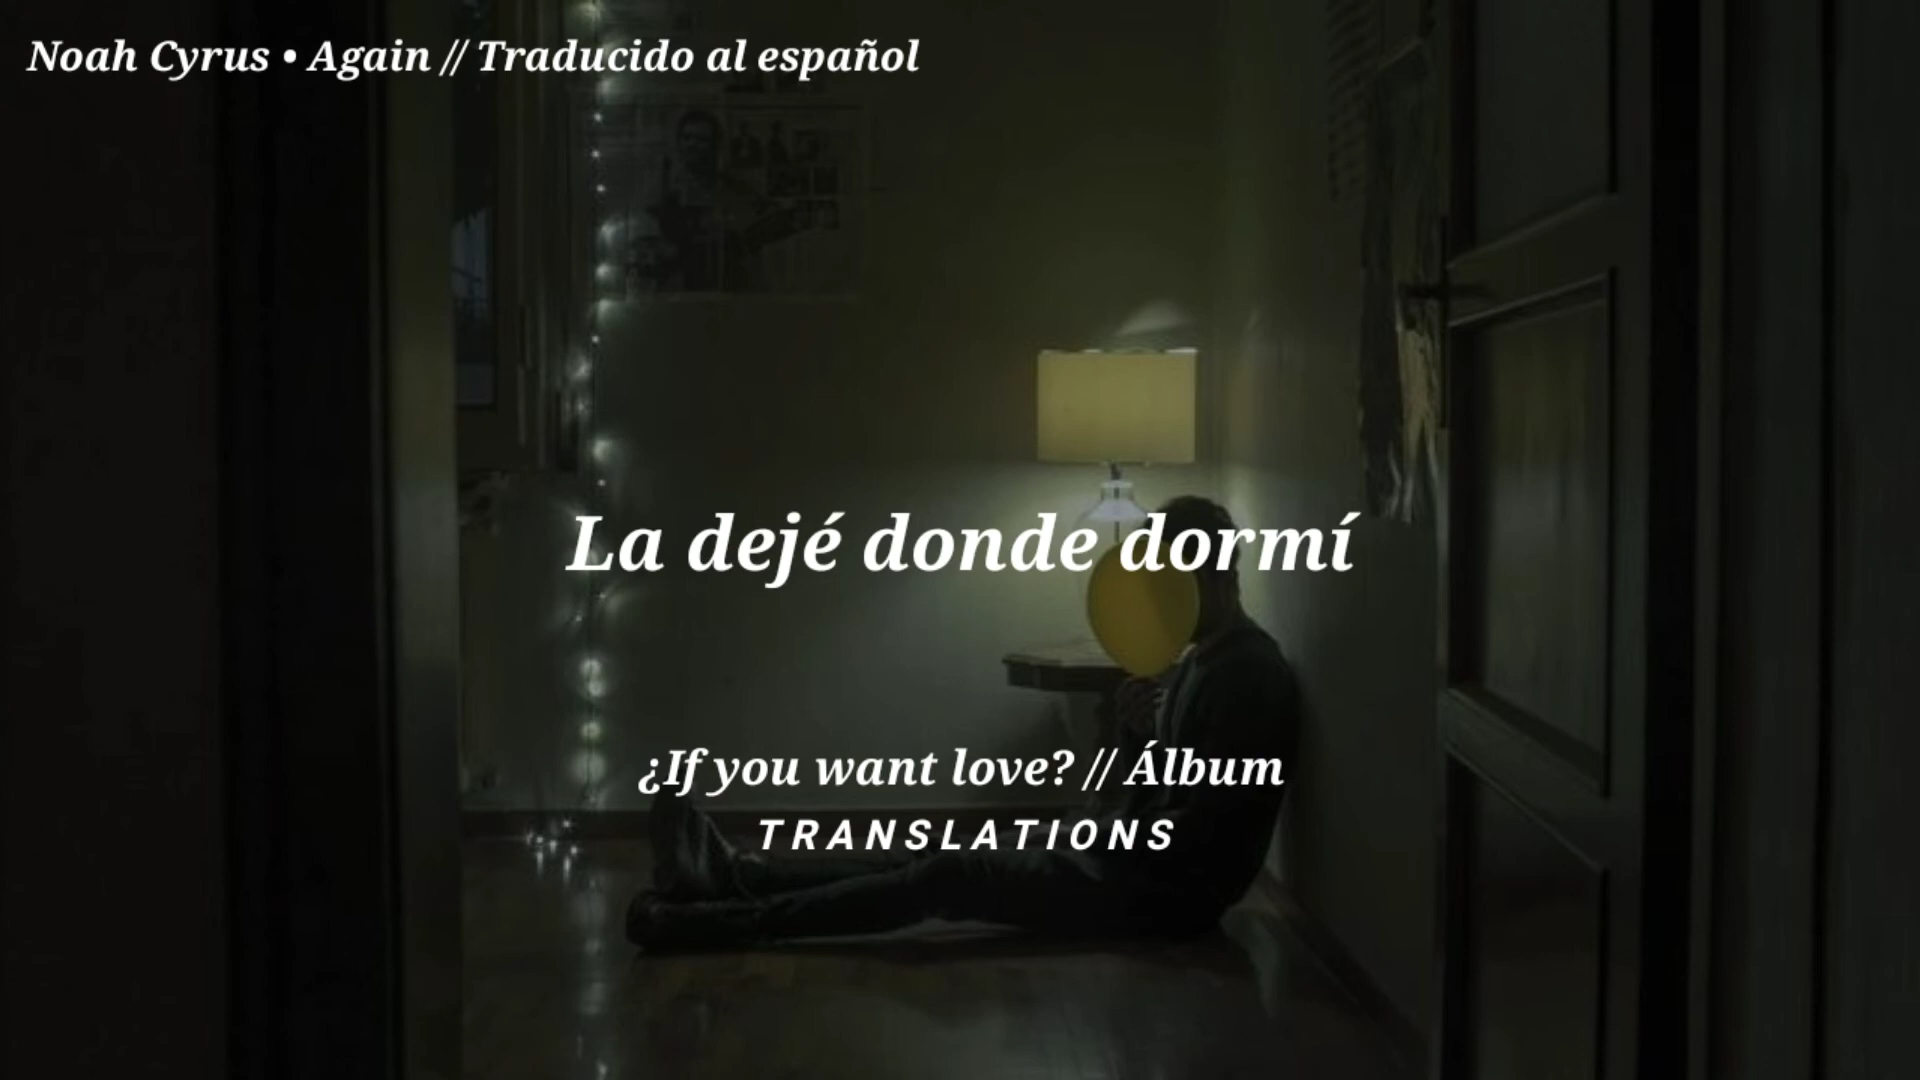 Noah Cyrus • Again // Traducido al español
La dejé donde dormí
¿If you want love? // Álbum
TRANSLATIONS